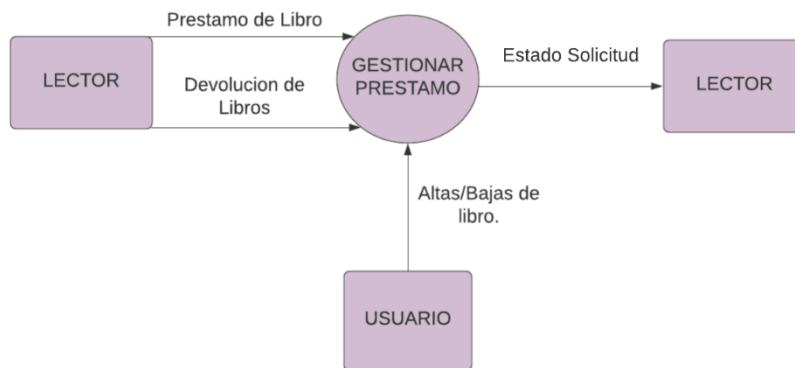 Prestamo de Libro
LECTOR
Devolucion de
Libros
GESTIONAR
PRESTAMO
Estado Solicitud
LECTOR
Altas/Bajas de
libro.
USUARIO